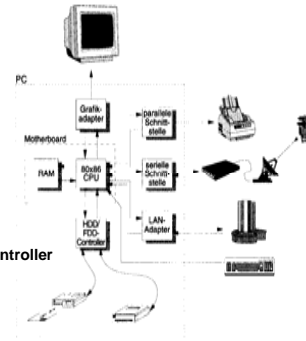 PC
Grafik-
adapter
parallele
Schnitt-
stelle
Motherboard
RAM
80x86
CPU
serielle
Schnitt-
stelle
HDD/
FDD-
Controller
LAN-
Adapter
ntroller